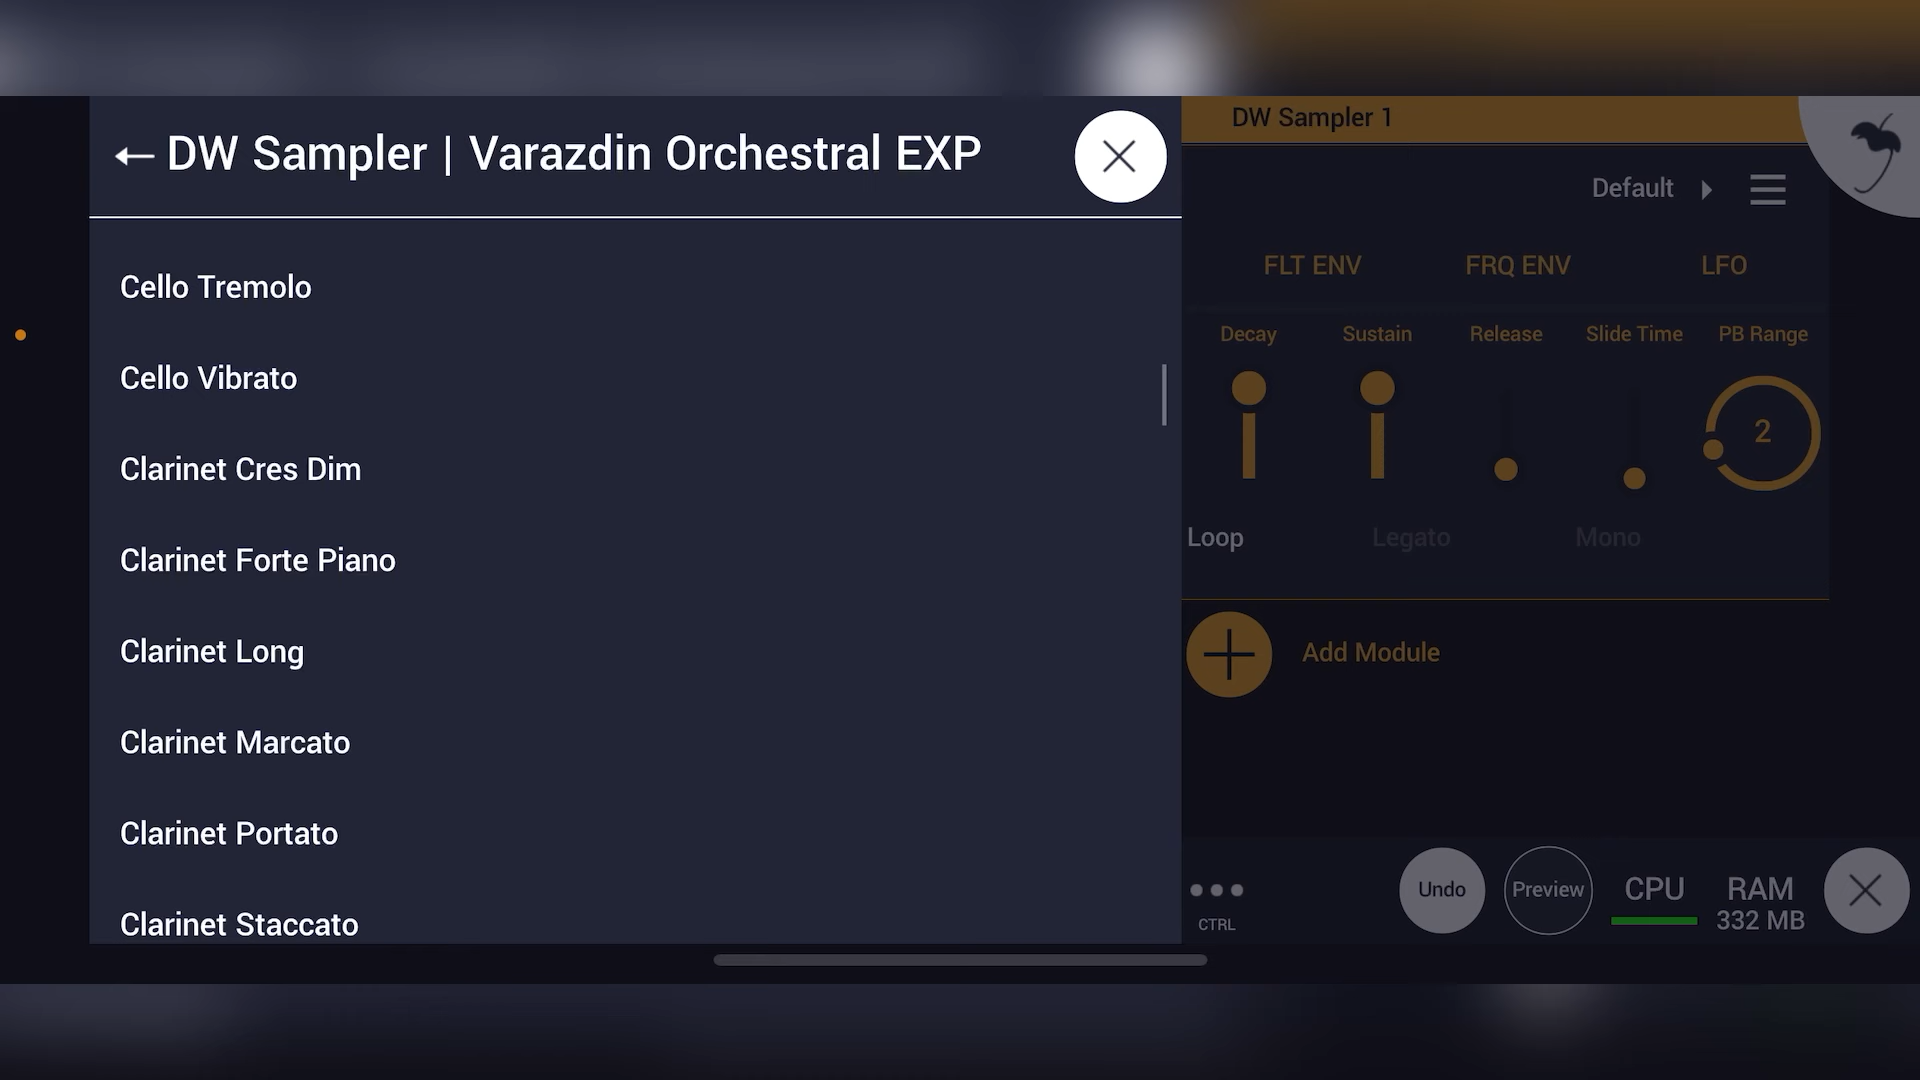 DW Sampler | Varazdin Orchestral EXP
Cello Tremolo
Cello Vibrato
Clarinet Cres Dim
Clarinet Forte Piano
Clarinet Long
Clarinet Marcato
Clarinet Portato
Clarinet Staccato
DW Sampler 1
Default
FLT ENV FRQ ENV LFO
Decay Sustain Release Slide Time PB Range
2
Loop Legato Mono
Add Module
Undo Preview CPU RAM
CTRL 332 MB